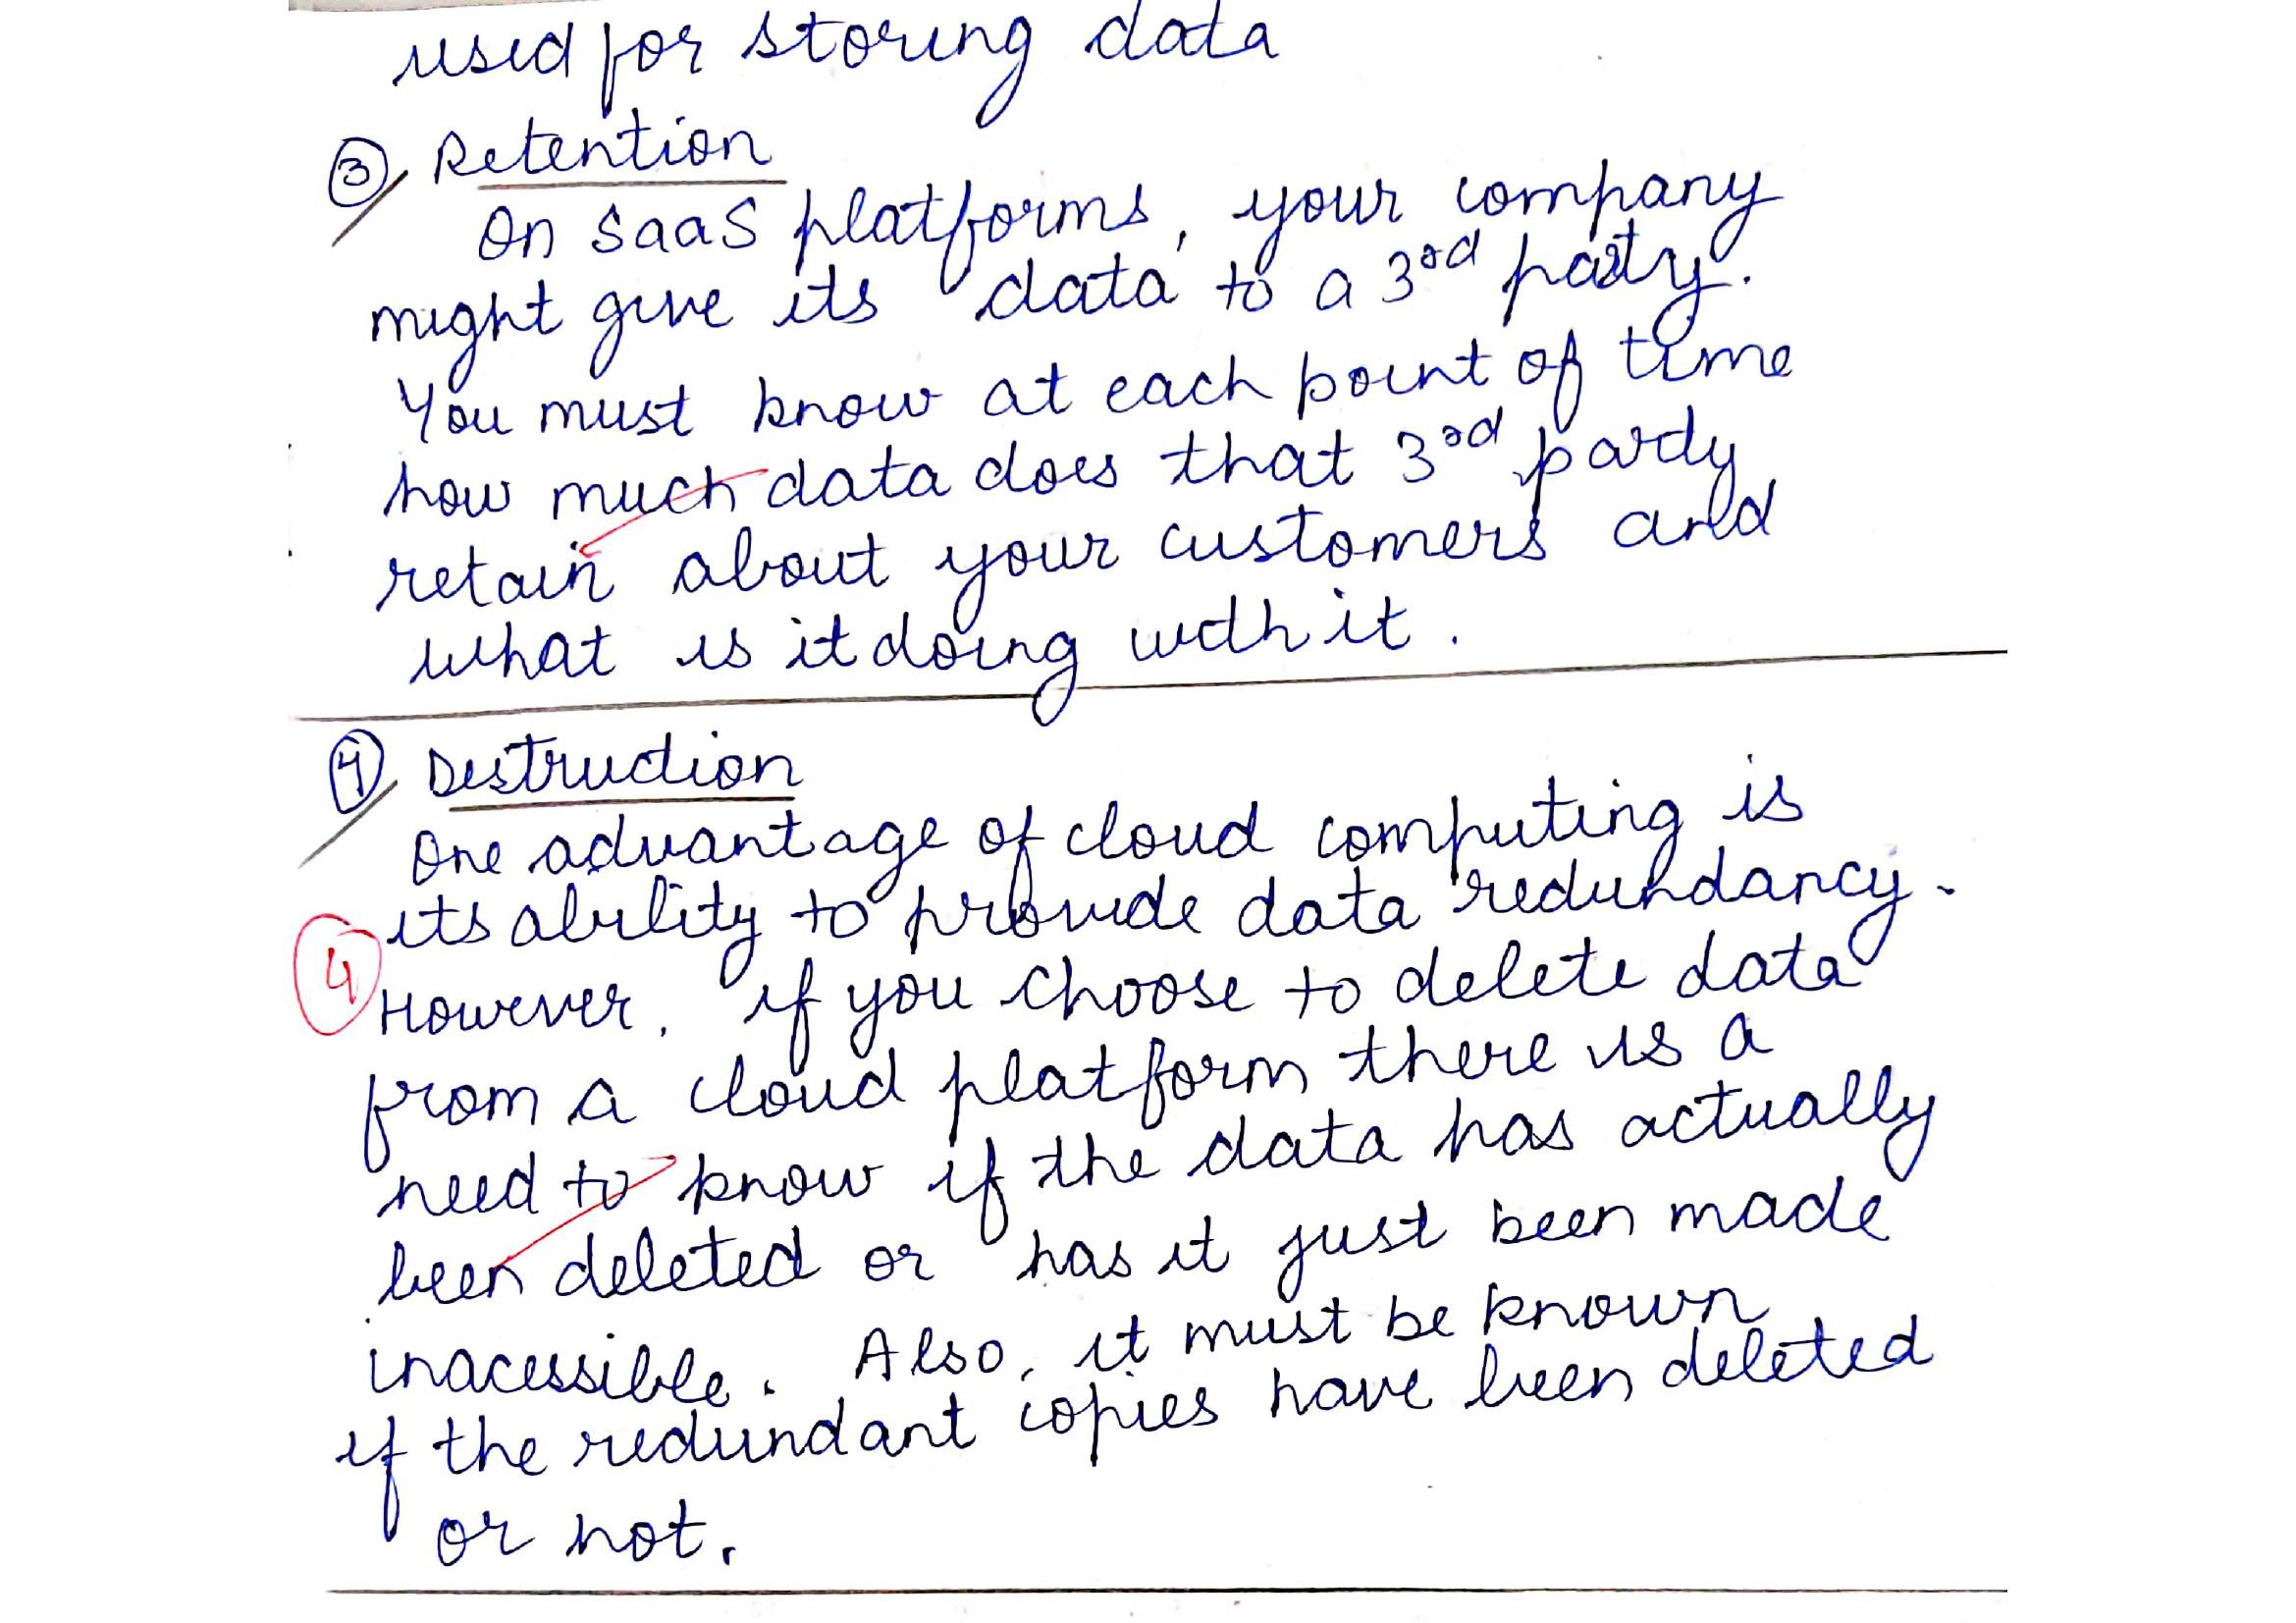 used for storing data
③ Retention
On SaaS platforms, your company
might give its data to a 3rd party.
You must know at each point of time
how much data does that 3rd party
retain about your customers and
what is it doing with it.
④ Destruction
One advantage of cloud computing is
its ability to provide data redundancy.
4
However, if you choose to delete data
from a cloud platform there is a
need to know if the data has actually
been deleted or has it just been made
inacessible. Also, it must be known
if the redundant copies have been deleted
or not.